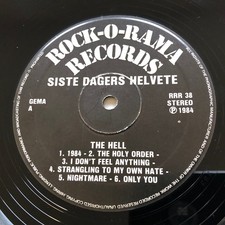 ROCK-O-RAMA
RECORDS
SISTE DAGERS HELVETE
GEMA
A
RRR 38
STEREO
℗ 1984
THE HELL
1. 1984 - 2. THE HOLY ORDER -
3. I DON'T FEEL ANYTHING -
4. STRANGLING TO MY OWN HATE -
5. NIGHTMARE - 6. ONLY YOU